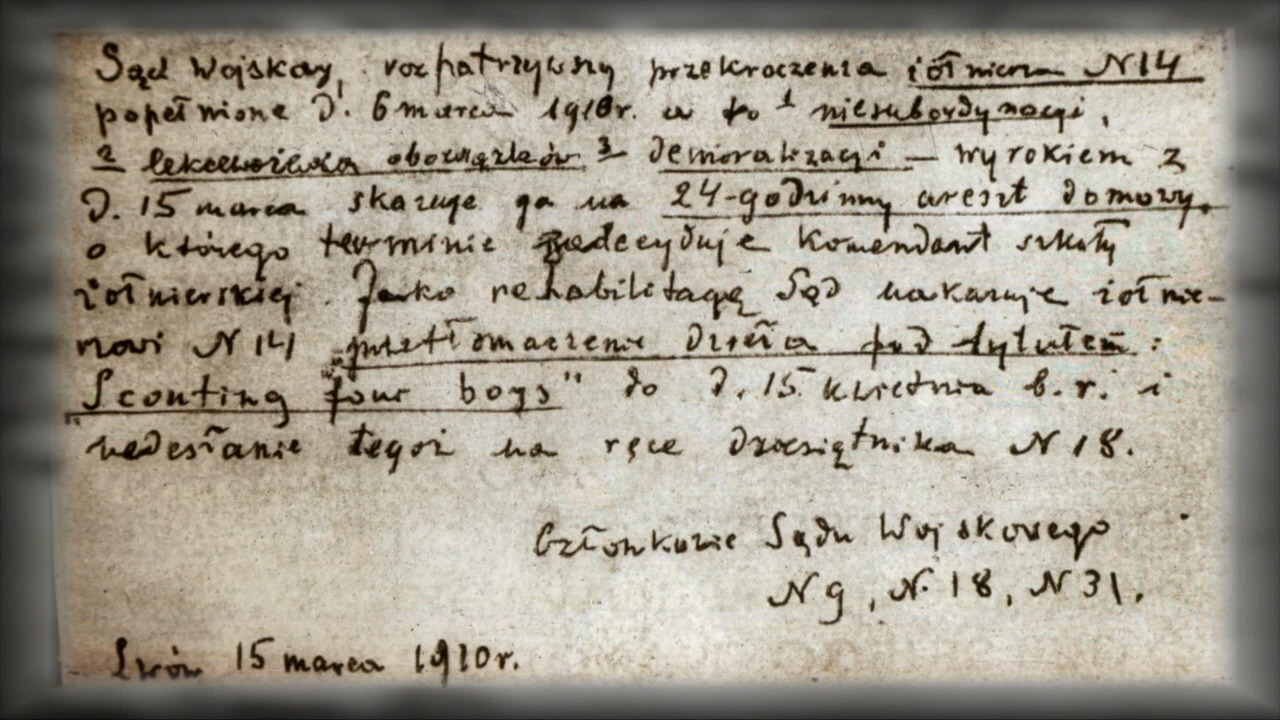 Sąd Wojskowy, rozpatrzywszy przekroczenia żołnierza N 14
popełnione d. 6 marca 1910r. a to 1 niesubordynacyi,
2 lekceważenia obowiązków 3 demoralizacyi — wyrokiem z
d. 15 marca skazuje go na 24-godzinny areszt domowy,
o którego terminie zadecyduje Komendant szkoły
żołnierskiej. Jako rehabilitację Sąd nakazuje żołnie-
rzowi N 14 przetłomaczenie dzieła pod tytułem:
"Scouting four boys" do d. 15 kwietnia b.r. i
nadesłanie tegoż na ręce dziesiętnika N 18.
Członkowie Sądu Wojskowego
N 9, N. 18, N 31.
Lwów 15 marca 1910r.